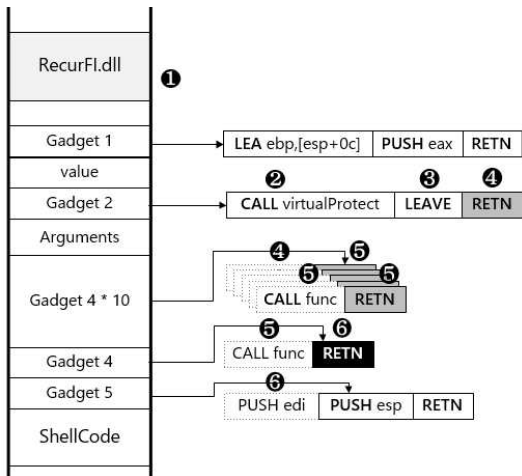 RecurFI.dll
❶
Gadget 1
LEA ebp,[esp+0c] PUSH eax RETN
value
❷ ❸ ❹
Gadget 2
CALL virtualProtect LEAVE RETN
Arguments
❹ ❺
❺ ❺
Gadget 4 * 10
CALL func RETN
❺ ❻
Gadget 4
CALL func RETN
❻
Gadget 5
PUSH edi PUSH esp RETN
ShellCode